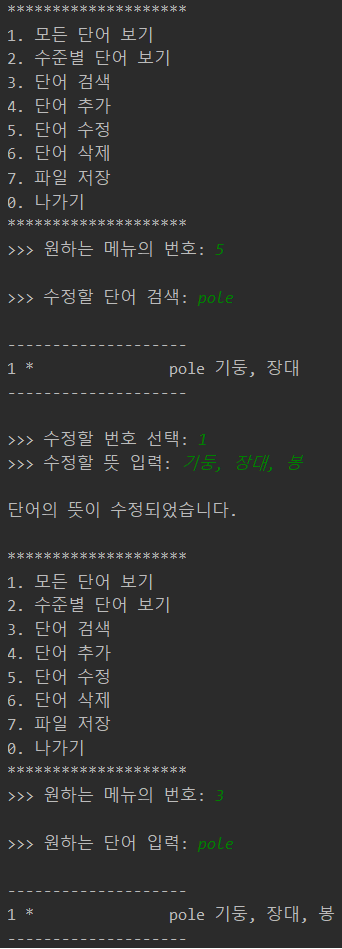 ********************
1. 모든 단어 보기
2. 수준별 단어 보기
3. 단어 검색
4. 단어 추가
5. 단어 수정
6. 단어 삭제
7. 파일 저장
0. 나가기
********************
>>> 원하는 메뉴의 번호: 5
>>> 수정할 단어 검색: pole
--------------------
1 *               pole 기둥, 장대
--------------------
>>> 수정할 번호 선택: 1
>>> 수정할 뜻 입력: 기둥, 장대, 봉
단어의 뜻이 수정되었습니다.
********************
1. 모든 단어 보기
2. 수준별 단어 보기
3. 단어 검색
4. 단어 추가
5. 단어 수정
6. 단어 삭제
7. 파일 저장
0. 나가기
********************
>>> 원하는 메뉴의 번호: 3
>>> 원하는 단어 입력: pole
--------------------
1 *               pole 기둥, 장대, 봉
--------------------